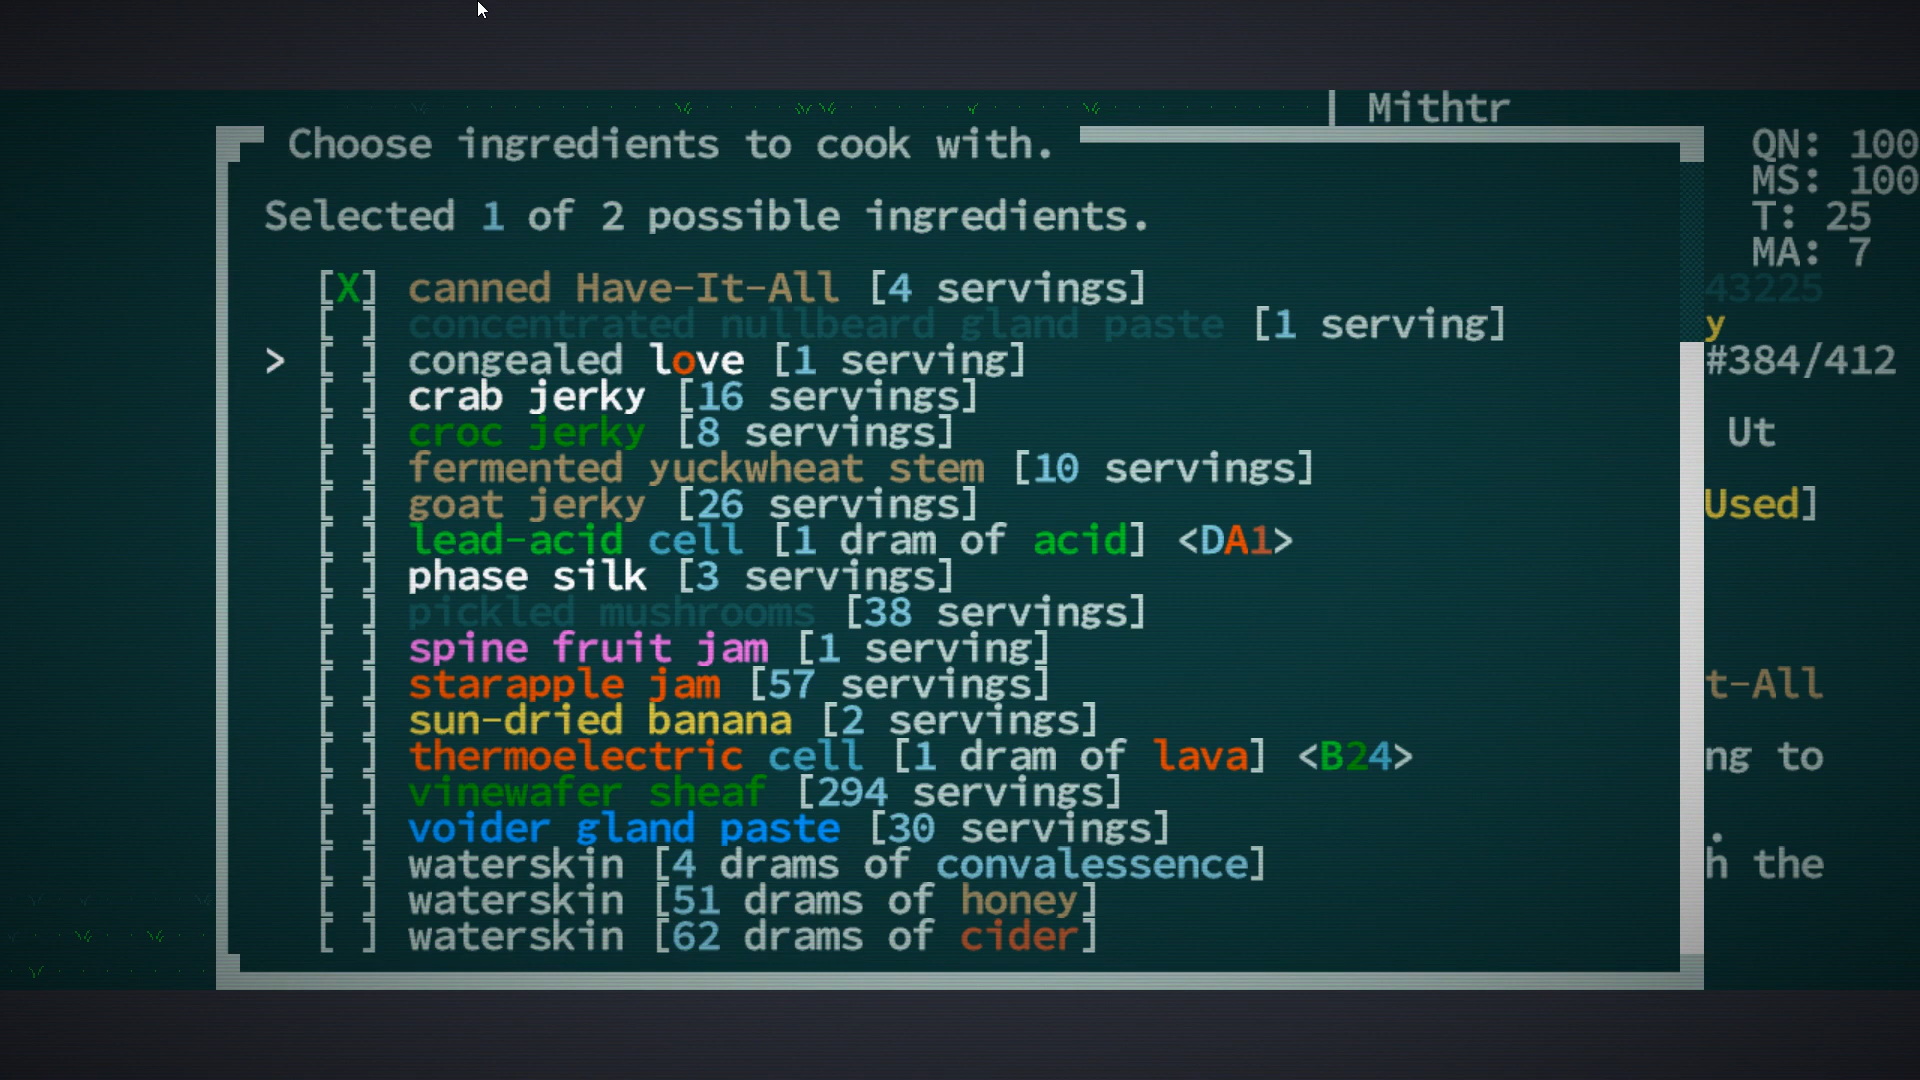 | Mithtr
Choose ingredients to cook with.
QN: 100
MS: 100
Selected 1 of 2 possible ingredients.
T: 25
MA: 7
[X] canned Have-It-All [4 servings]
43225
[ ] concentrated nullbeard gland paste [1 serving]
y
> [ ] congealed love [1 serving]
#384/412
[ ] crab jerky [16 servings]
[ ] croc jerky [8 servings]
Ut
[ ] fermented yuckwheat stem [10 servings]
[ ] goat jerky [26 servings]
Used]
[ ] lead-acid cell [1 dram of acid] <DA1>
[ ] phase silk [3 servings]
[ ] pickled mushrooms [38 servings]
[ ] spine fruit jam [1 serving]
[ ] starapple jam [57 servings]
t-All
[ ] sun-dried banana [2 servings]
[ ] thermoelectric cell [1 dram of lava] <B24>
ng to
[ ] vinewafer sheaf [294 servings]
[ ] voider gland paste [30 servings]
.
[ ] waterskin [4 drams of convalessence]
h the
[ ] waterskin [51 drams of honey]
[ ] waterskin [62 drams of cider]